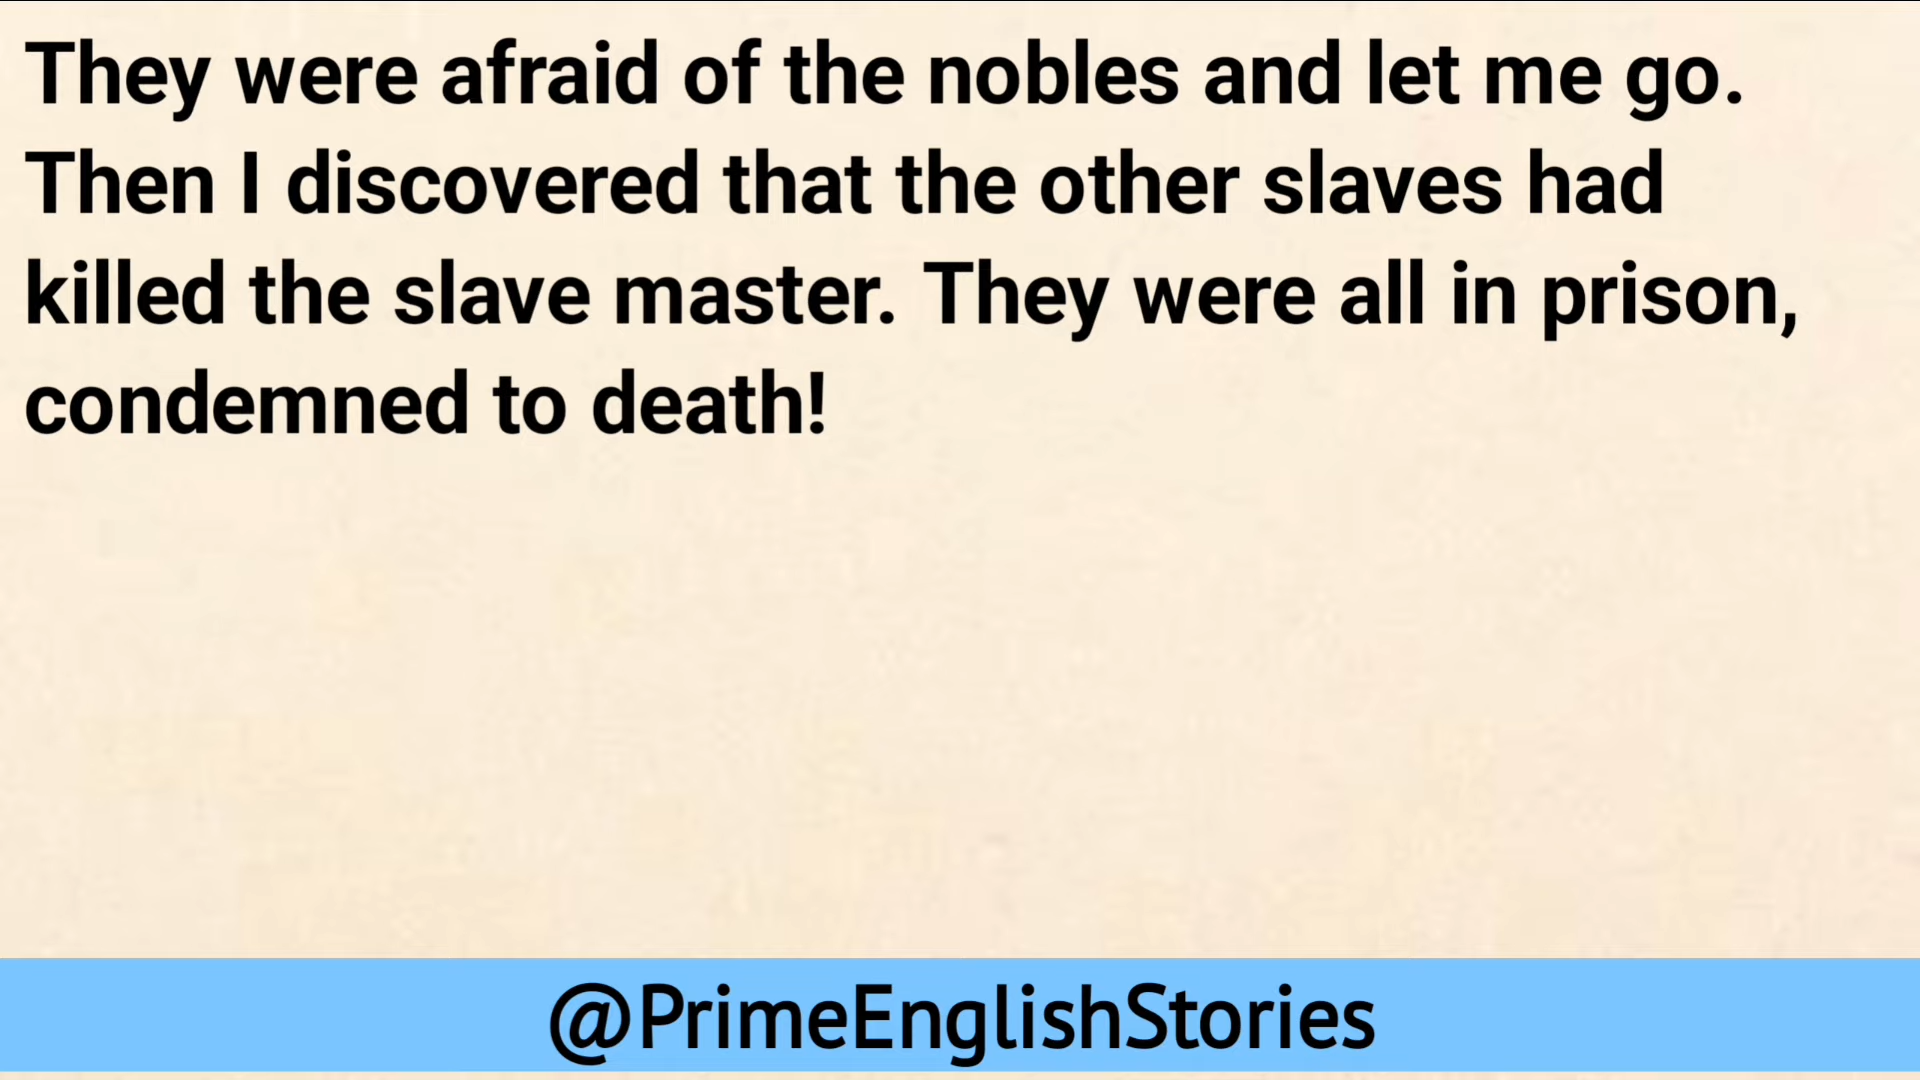 They were afraid of the nobles and let me go.
Then I discovered that the other slaves had
killed the slave master. They were all in prison,
condemned to death!
@PrimeEnglishStories